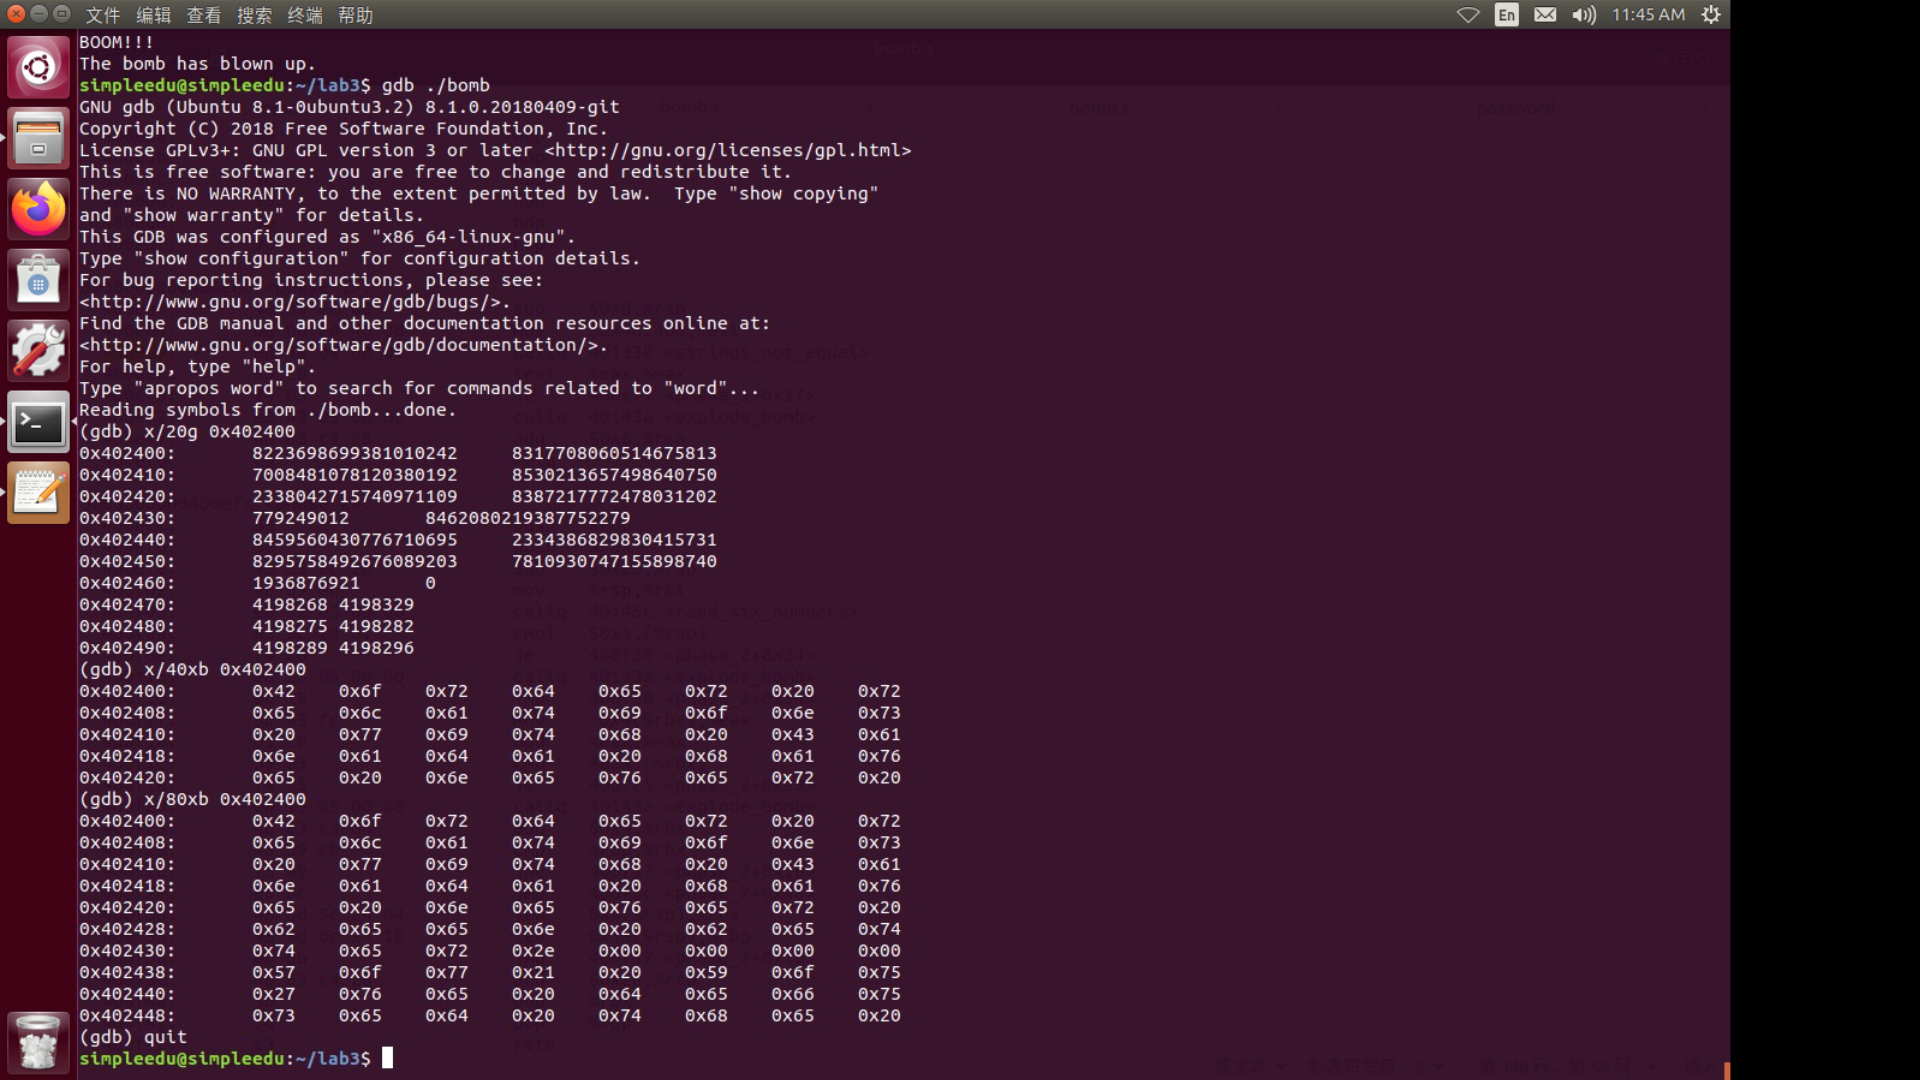 文件 编辑 查看 搜索 终端 帮助 En 11:45 AM
BOOM!!!
The bomb has blown up.
simpleedu@simpleedu:~/lab3$ gdb ./bomb
GNU gdb (Ubuntu 8.1-0ubuntu3.2) 8.1.0.20180409-git
Copyright (C) 2018 Free Software Foundation, Inc.
License GPLv3+: GNU GPL version 3 or later <http://gnu.org/licenses/gpl.html>
This is free software: you are free to change and redistribute it.
There is NO WARRANTY, to the extent permitted by law.  Type "show copying"
and "show warranty" for details.
This GDB was configured as "x86_64-linux-gnu".
Type "show configuration" for configuration details.
For bug reporting instructions, please see:
<http://www.gnu.org/software/gdb/bugs/>.
Find the GDB manual and other documentation resources online at:
<http://www.gnu.org/software/gdb/documentation/>.
For help, type "help".
Type "apropos word" to search for commands related to "word"...
Reading symbols from ./bomb...done.
(gdb) x/20g 0x402400
0x402400: 8223698699381010242 8317708060514675813
0x402410: 7008481078120380192 8530213657498640750
0x402420: 2338042715740971109 8387217772478031202
0x402430: 779249012 8462080219387752279
0x402440: 8459560430776710695 2334386829830415731
0x402450: 8295758492676089203 7810930747155898740
0x402460: 1936876921 0
0x402470: 4198268 4198329
0x402480: 4198275 4198282
0x402490: 4198289 4198296
(gdb) x/40xb 0x402400
0x402400: 0x42 0x6f 0x72 0x64 0x65 0x72 0x20 0x72
0x402408: 0x65 0x6c 0x61 0x74 0x69 0x6f 0x6e 0x73
0x402410: 0x20 0x77 0x69 0x74 0x68 0x20 0x43 0x61
0x402418: 0x6e 0x61 0x64 0x61 0x20 0x68 0x61 0x76
0x402420: 0x65 0x20 0x6e 0x65 0x76 0x65 0x72 0x20
(gdb) x/80xb 0x402400
0x402400: 0x42 0x6f 0x72 0x64 0x65 0x72 0x20 0x72
0x402408: 0x65 0x6c 0x61 0x74 0x69 0x6f 0x6e 0x73
0x402410: 0x20 0x77 0x69 0x74 0x68 0x20 0x43 0x61
0x402418: 0x6e 0x61 0x64 0x61 0x20 0x68 0x61 0x76
0x402420: 0x65 0x20 0x6e 0x65 0x76 0x65 0x72 0x20
0x402428: 0x62 0x65 0x65 0x6e 0x20 0x62 0x65 0x74
0x402430: 0x74 0x65 0x72 0x2e 0x00 0x00 0x00 0x00
0x402438: 0x57 0x6f 0x77 0x21 0x20 0x59 0x6f 0x75
0x402440: 0x27 0x76 0x65 0x20 0x64 0x65 0x66 0x75
0x402448: 0x73 0x65 0x64 0x20 0x74 0x68 0x65 0x20
(gdb) quit
simpleedu@simpleedu:~/lab3$